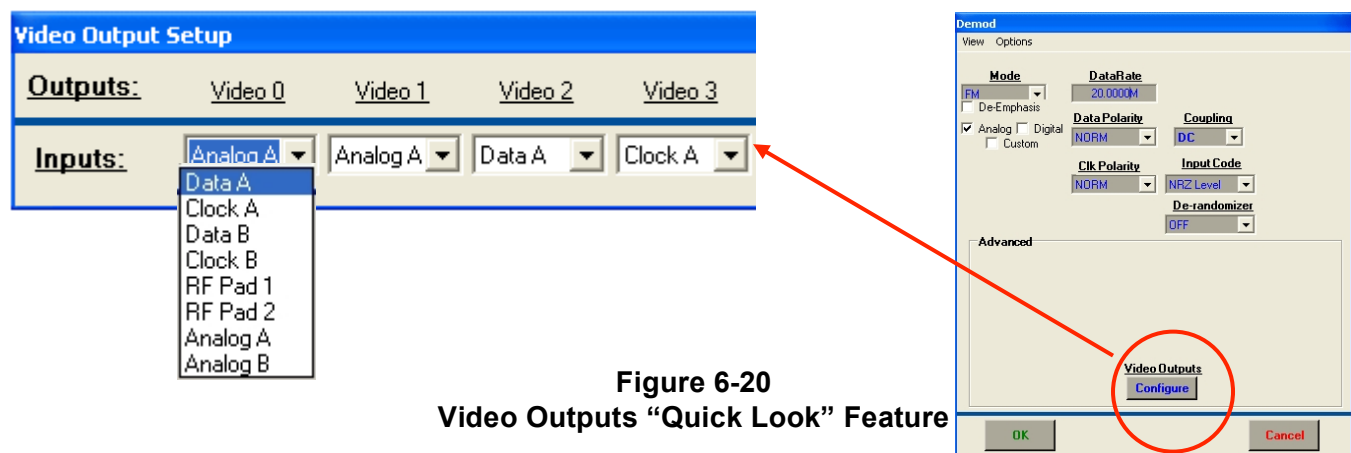 Video Output Setup
Outputs: Video 0 Video 1 Video 2 Video 3
Inputs: Analog A Analog A Data A Clock A
Data A
Clock A
Data B
Clock B
RF Pad 1
RF Pad 2
Analog A
Analog B
Figure 6-20
Video Outputs “Quick Look” Feature
Demod
View Options
Mode DataRate
FM 20.0000M
De-Emphasis
Data Polarity Coupling
Analog Digital NORM DC
Custom
Clk Polarity Input Code
NORM NRZ Level
De-randomizer
OFF
Advanced
Video Outputs
Configure
OK Cancel